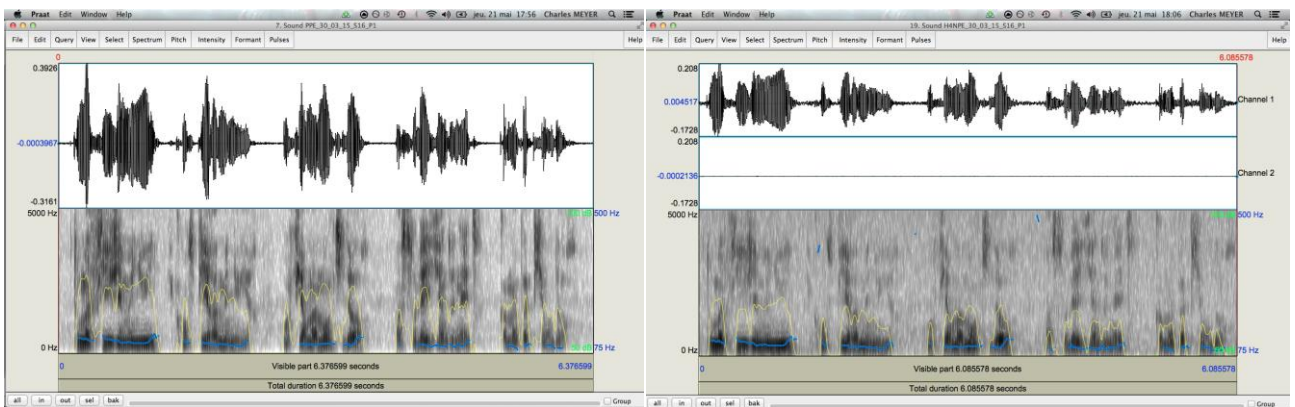 Praat Edit Window Help jeu. 21 mai 17:56 Charles MEYER
7. Sound PPE_30_03_15_S16_P1
File Edit Query View Select Spectrum Pitch Intensity Formant Pulses Help
0
0.3926
-0.0003967
-0.3161
5000 Hz
500 Hz
0 Hz
75 Hz
Visible part 6.376599 seconds
0
6.376599
Total duration 6.376599 seconds
all in out sel bak Group
Praat Edit Window Help jeu. 21 mai 18:06 Charles MEYER
19. Sound H4NPE_30_03_15_S16_P1
File Edit Query View Select Spectrum Pitch Intensity Formant Pulses Help
6.085578
0.208
0.004517
Channel 1
-0.1728
0.208
-0.0002136
Channel 2
-0.1728
5000 Hz
500 Hz
0 Hz
75 Hz
0
Visible part 6.085578 seconds
6.085578
Total duration 6.085578 seconds
all in out sel bak Group